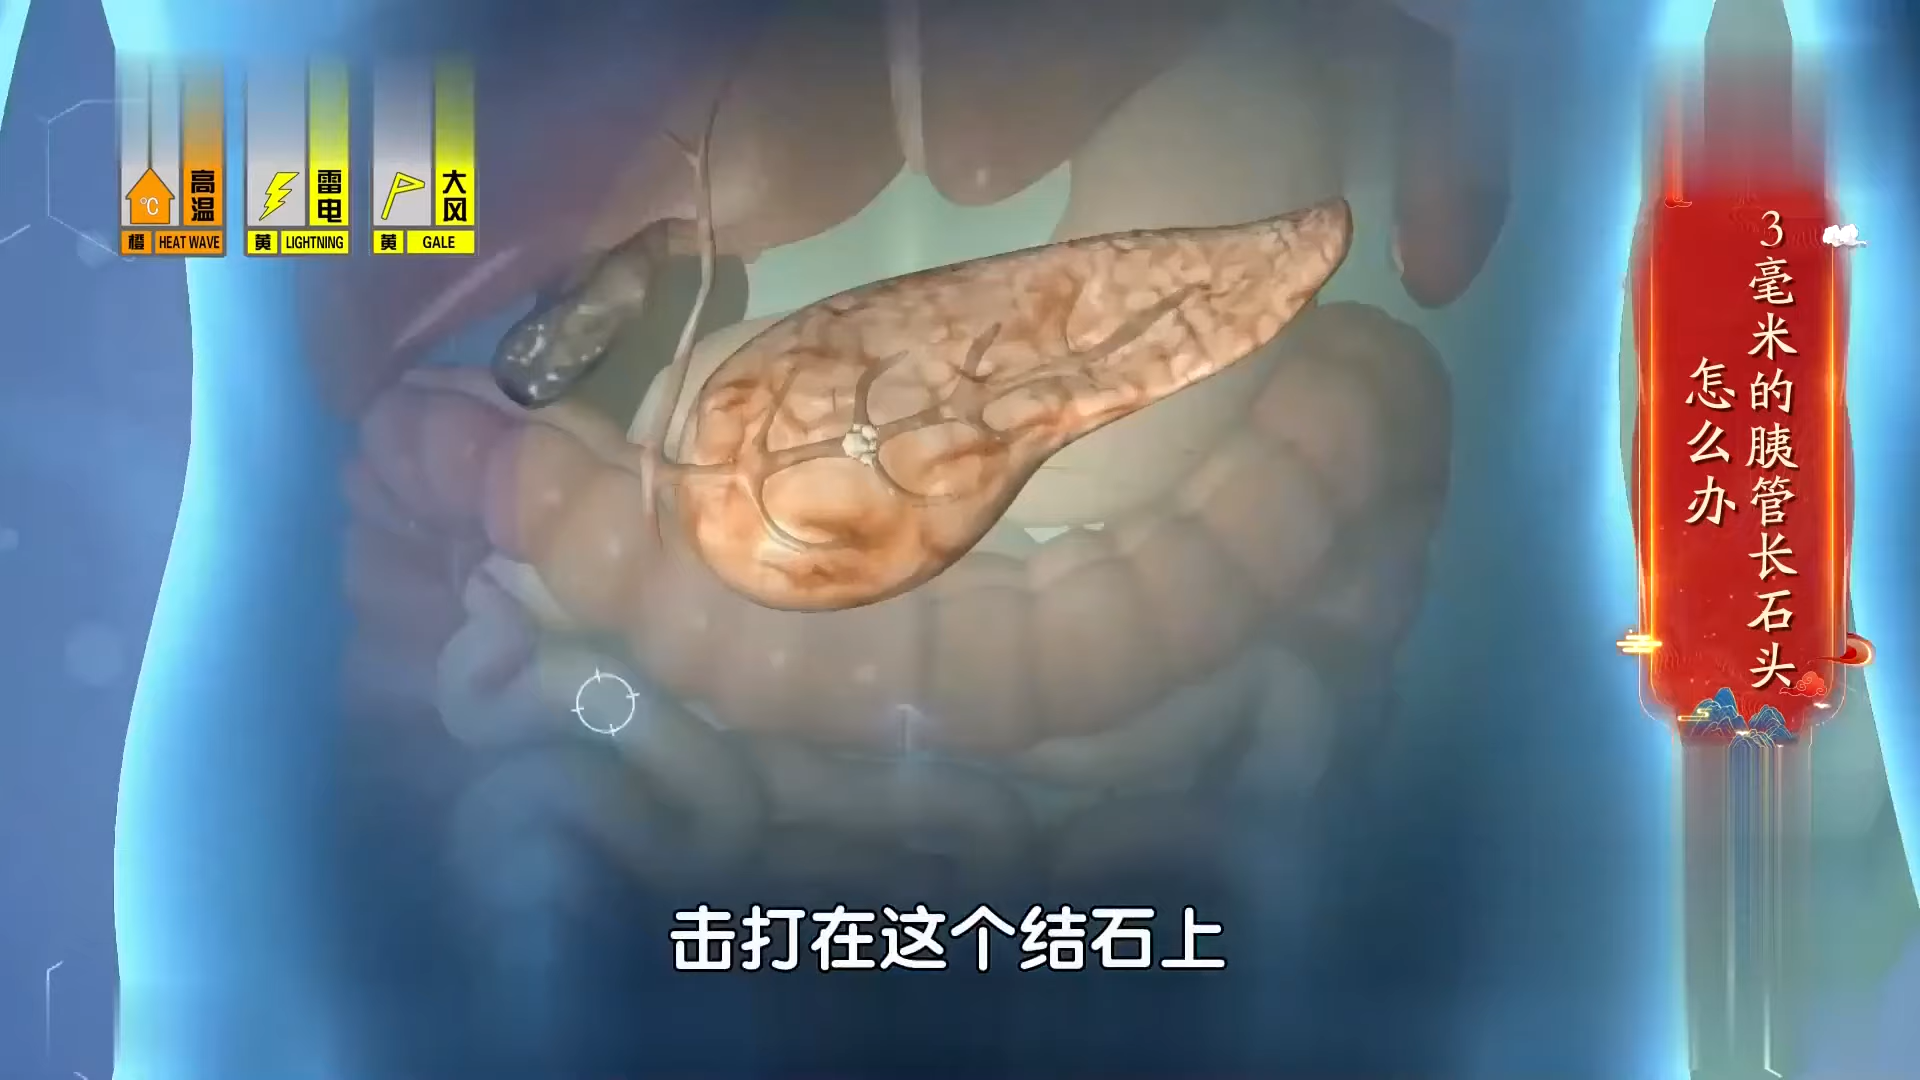 ℃
高温
橙 HEAT WAVE
雷电
黄 LIGHTNING
大风
黄 GALE
3毫米的胰管长石头
怎么办
击打在这个结石上